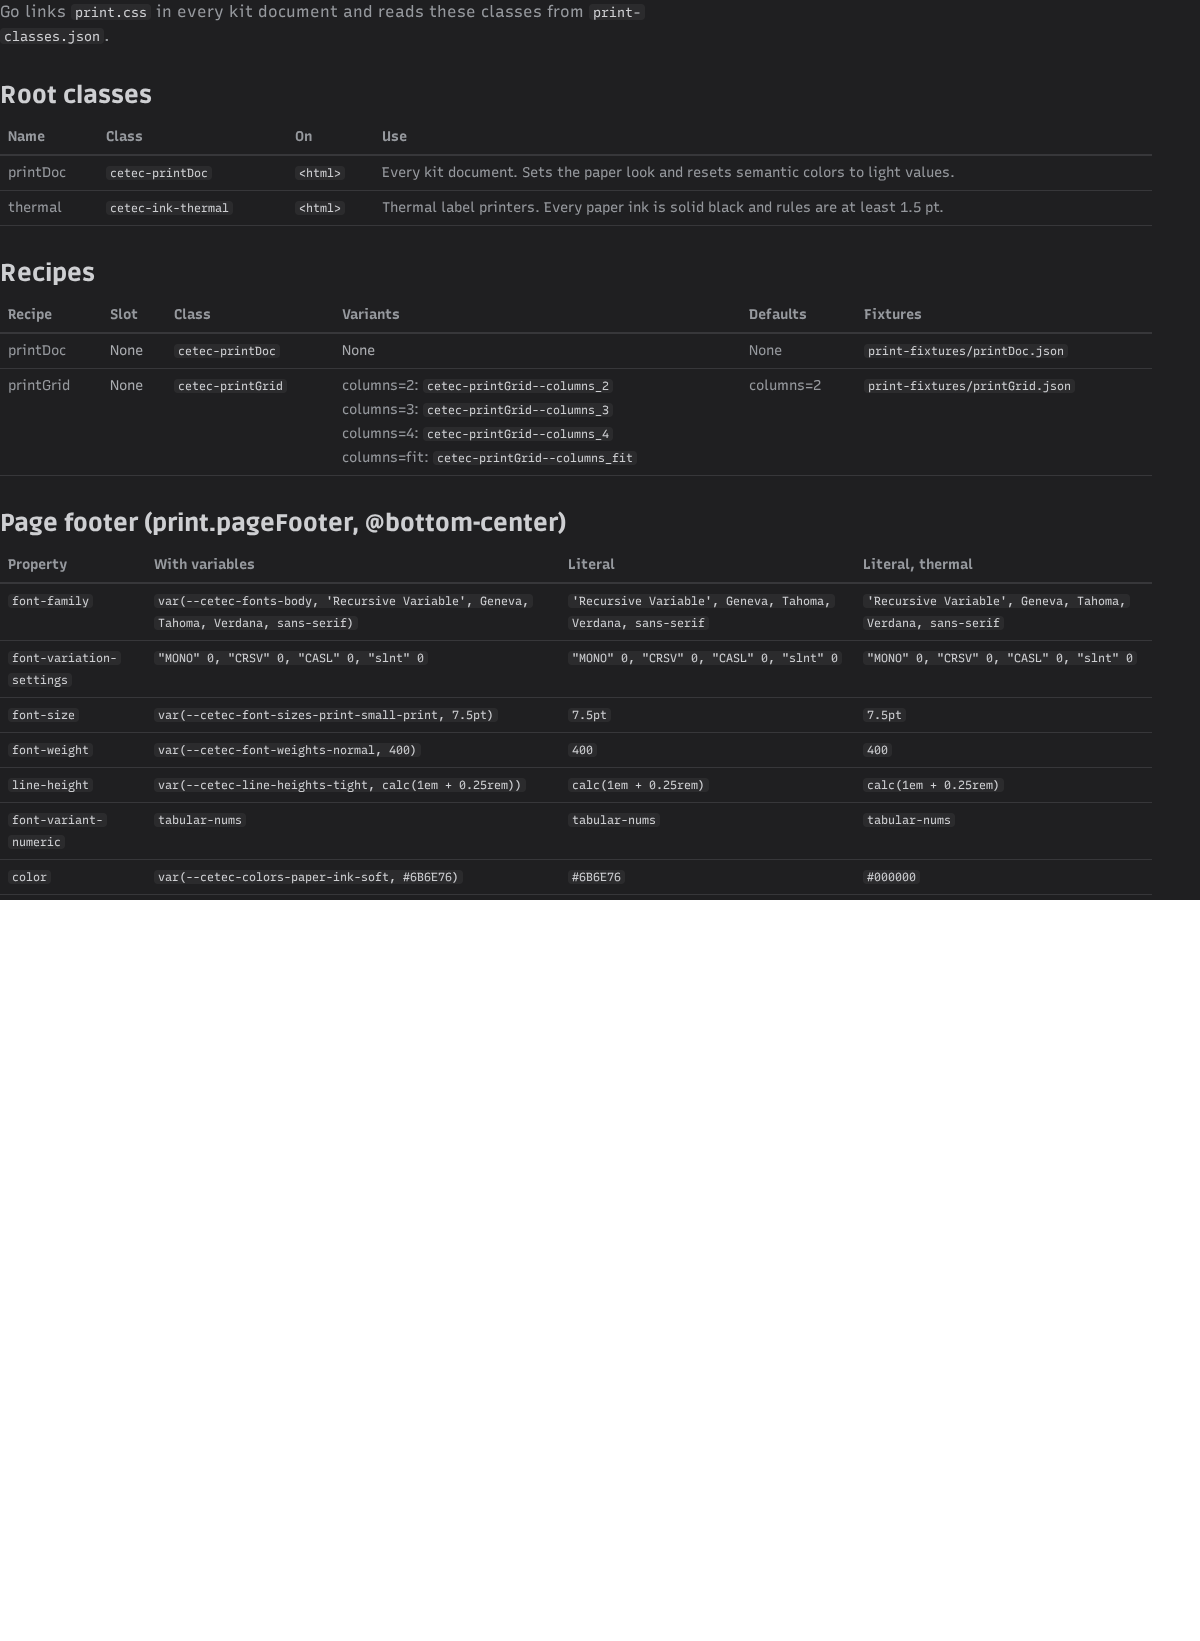 Go links print.css in every kit document and reads these classes from print-
classes.json.
Root classes
Name Class On Use
printDoc cetec-printDoc <html> Every kit document. Sets the paper look and resets semantic colors to light values.
thermal cetec-ink-thermal <html> Thermal label printers. Every paper ink is solid black and rules are at least 1.5 pt.
Recipes
Recipe Slot Class Variants Defaults Fixtures
printDoc None cetec-printDoc None None print-fixtures/printDoc.json
printGrid None cetec-printGrid columns=2: cetec-printGrid--columns_2 columns=2 print-fixtures/printGrid.json
columns=3: cetec-printGrid--columns_3
columns=4: cetec-printGrid--columns_4
columns=fit: cetec-printGrid--columns_fit
Page footer (print.pageFooter, @bottom-center)
Property With variables Literal Literal, thermal
font-family var(--cetec-fonts-body, 'Recursive Variable', Geneva, 'Recursive Variable', Geneva, Tahoma, 'Recursive Variable', Geneva, Tahoma,
Tahoma, Verdana, sans-serif) Verdana, sans-serif Verdana, sans-serif
font-variation- "MONO" 0, "CRSV" 0, "CASL" 0, "slnt" 0 "MONO" 0, "CRSV" 0, "CASL" 0, "slnt" 0 "MONO" 0, "CRSV" 0, "CASL" 0, "slnt" 0
settings
font-size var(--cetec-font-sizes-print-small-print, 7.5pt) 7.5pt 7.5pt
font-weight var(--cetec-font-weights-normal, 400) 400 400
line-height var(--cetec-line-heights-tight, calc(1em + 0.25rem)) calc(1em + 0.25rem) calc(1em + 0.25rem)
font-variant- tabular-nums tabular-nums tabular-nums
numeric
color var(--cetec-colors-paper-ink-soft, #6B6E76) #6B6E76 #000000